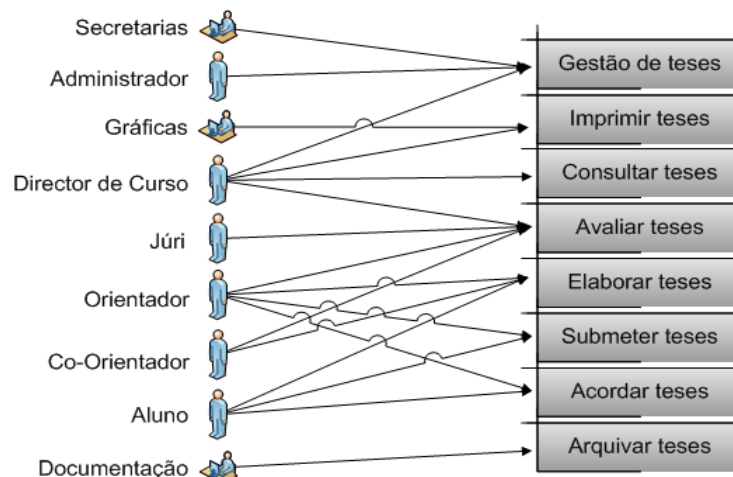 Secretarias
Administrador
Gráficas
Director de Curso
Júri
Orientador
Co-Orientador
Aluno
Documentação
Gestão de teses
Imprimir teses
Consultar teses
Avaliar teses
Elaborar teses
Submeter teses
Acordar teses
Arquivar teses